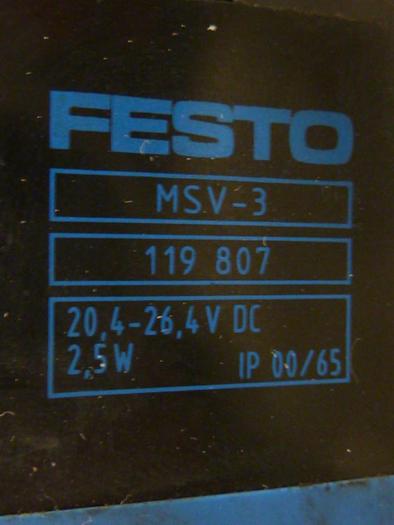 FESTO
MSV-3
119 807
20,4-26,4V DC
2,5W IP 00/65